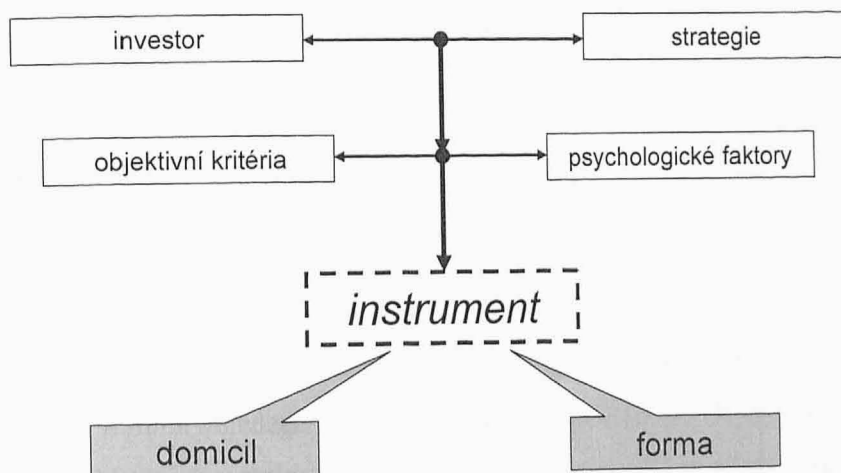 investor
strategie
objektivní kritéria
psychologické faktory
instrument
domicil
forma